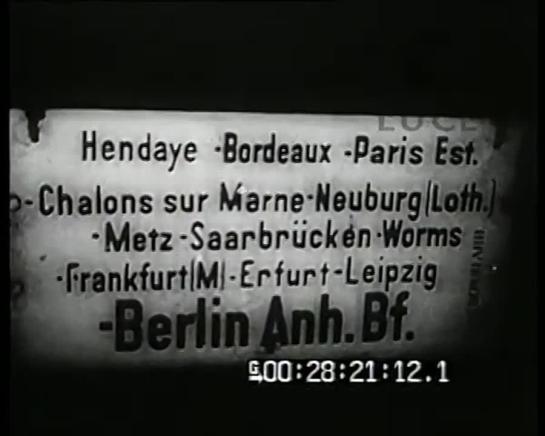 LUCE
Hendaye -Bordeaux -Paris Est.
-Chalons sur Marne-Neuburg(Loth.)
-Metz-Saarbrücken-Worms
-Frankfurt(M)-Erfurt-Leipzig
-Berlin Anh. Bf.
00:28:21:12.1